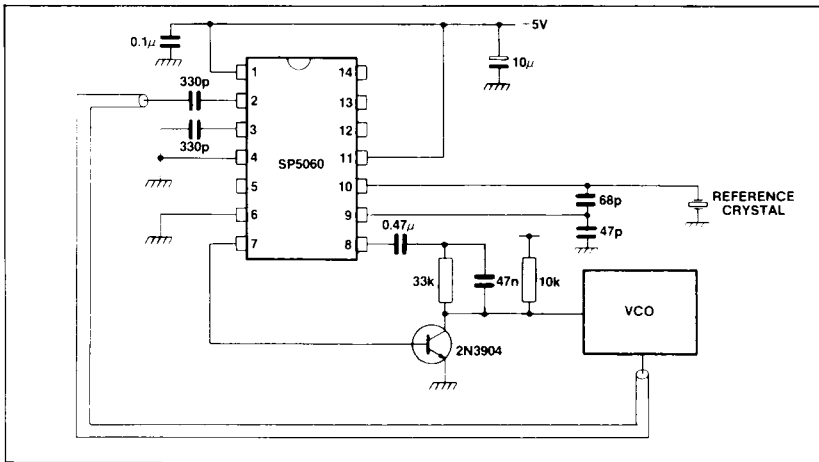 -5V
0.1μ
10μ
1
14
330p
2
13
3
12
330p
4
SP5060
11
5
10
68p
REFERENCE
CRYSTAL
6
9
47p
0.47μ
7
8
33k
47n
10k
VCO
2N3904